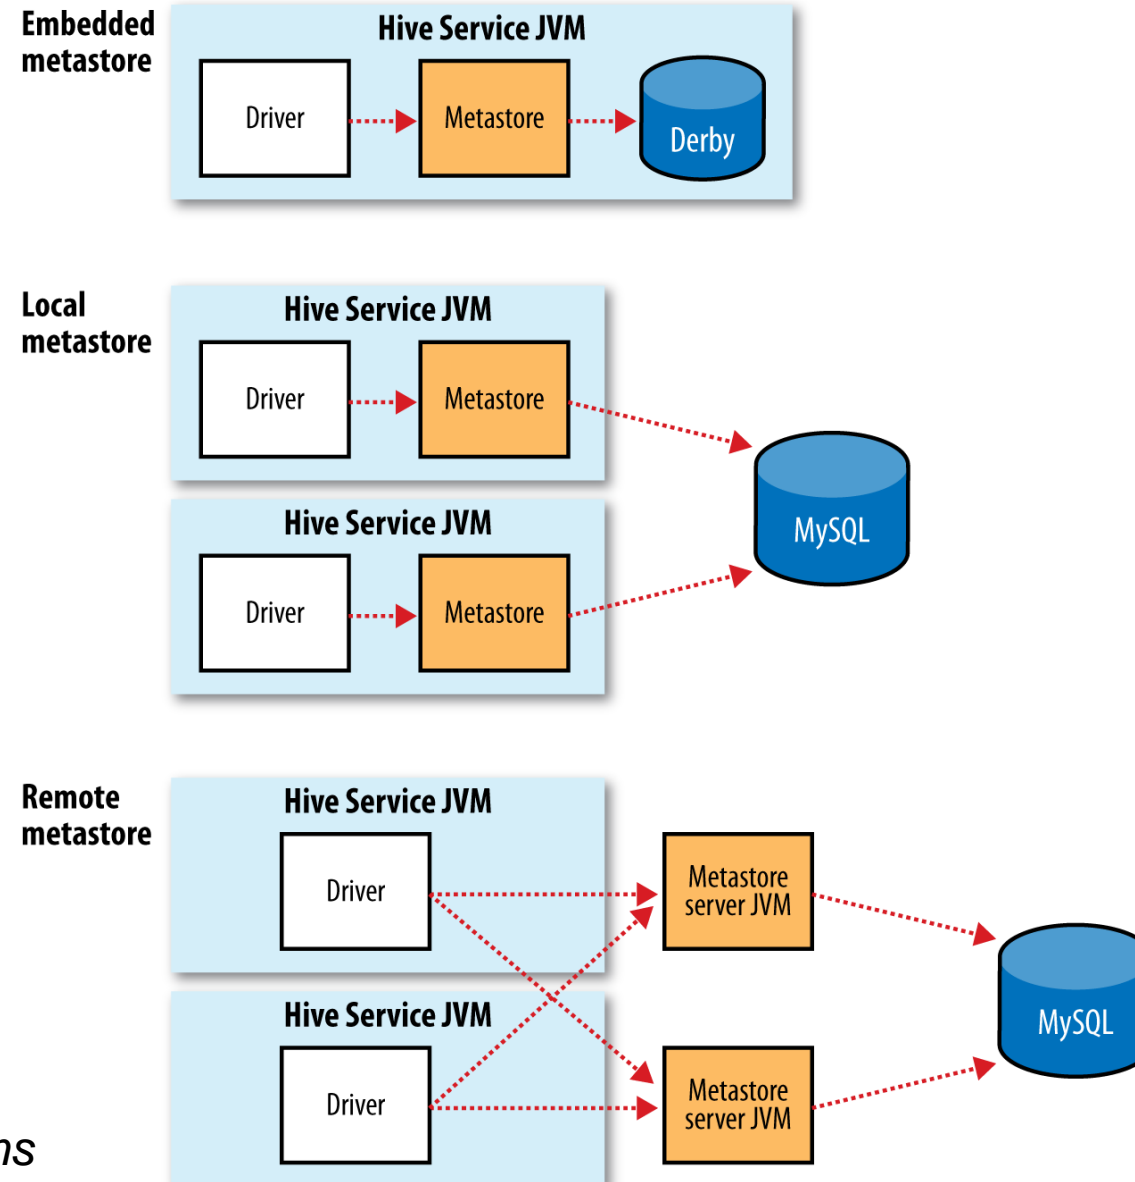 Embedded
metastore
Hive Service JVM
Driver
Metastore
Derby
Local
metastore
Hive Service JVM
Driver
Metastore
Hive Service JVM
Driver
Metastore
MySQL
Remote
metastore
Hive Service JVM
Driver
Metastore
server JVM
Hive Service JVM
Driver
Metastore
server JVM
MySQL